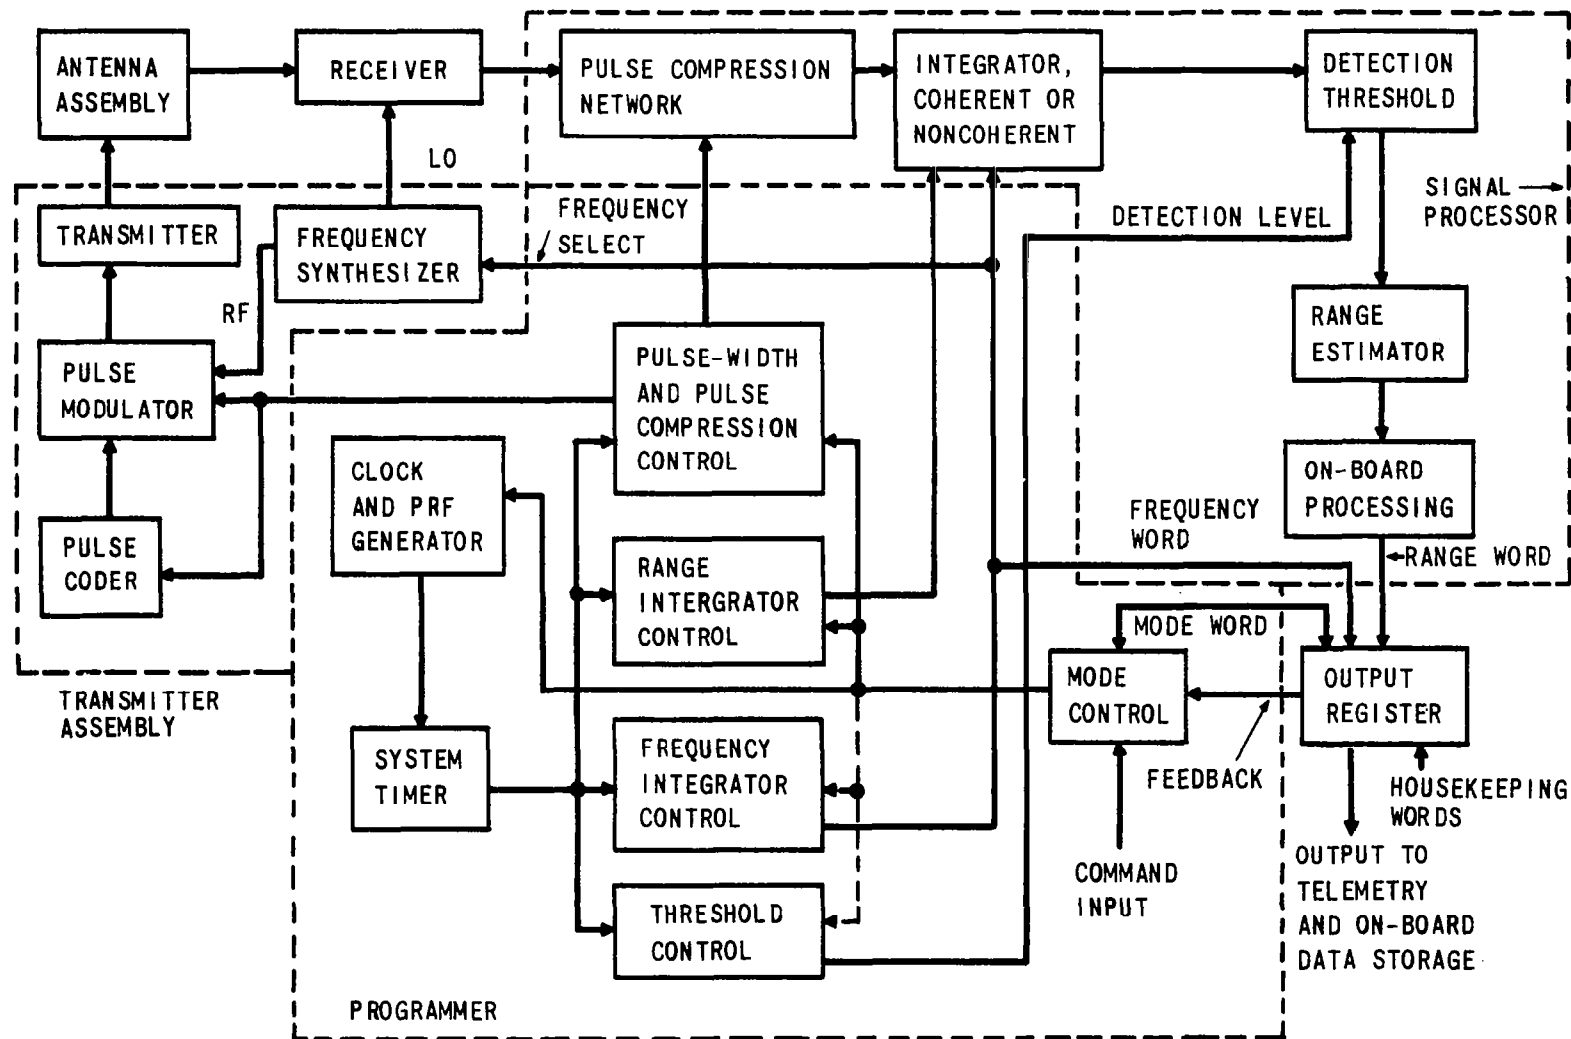 ANTENNA
ASSEMBLY
RECEIVER
PULSE COMPRESSION
NETWORK
INTEGRATOR,
COHERENT OR
NONCOHERENT
DETECTION
THRESHOLD
LO
SIGNAL
PROCESSOR
TRANSMITTER
FREQUENCY
SYNTHESIZER
FREQUENCY
SELECT
DETECTION LEVEL
RF
RANGE
ESTIMATOR
PULSE
MODULATOR
PULSE-WIDTH
AND PULSE
COMPRESSION
CONTROL
CLOCK
AND PRF
GENERATOR
ON-BOARD
PROCESSING
FREQUENCY
WORD
RANGE WORD
PULSE
CODER
RANGE
INTERGRATOR
CONTROL
MODE WORD
MODE
CONTROL
OUTPUT
REGISTER
TRANSMITTER
ASSEMBLY
SYSTEM
TIMER
FREQUENCY
INTEGRATOR
CONTROL
FEEDBACK
HOUSEKEEPING
WORDS
COMMAND
INPUT
OUTPUT TO
TELEMETRY
AND ON-BOARD
DATA STORAGE
THRESHOLD
CONTROL
PROGRAMMER